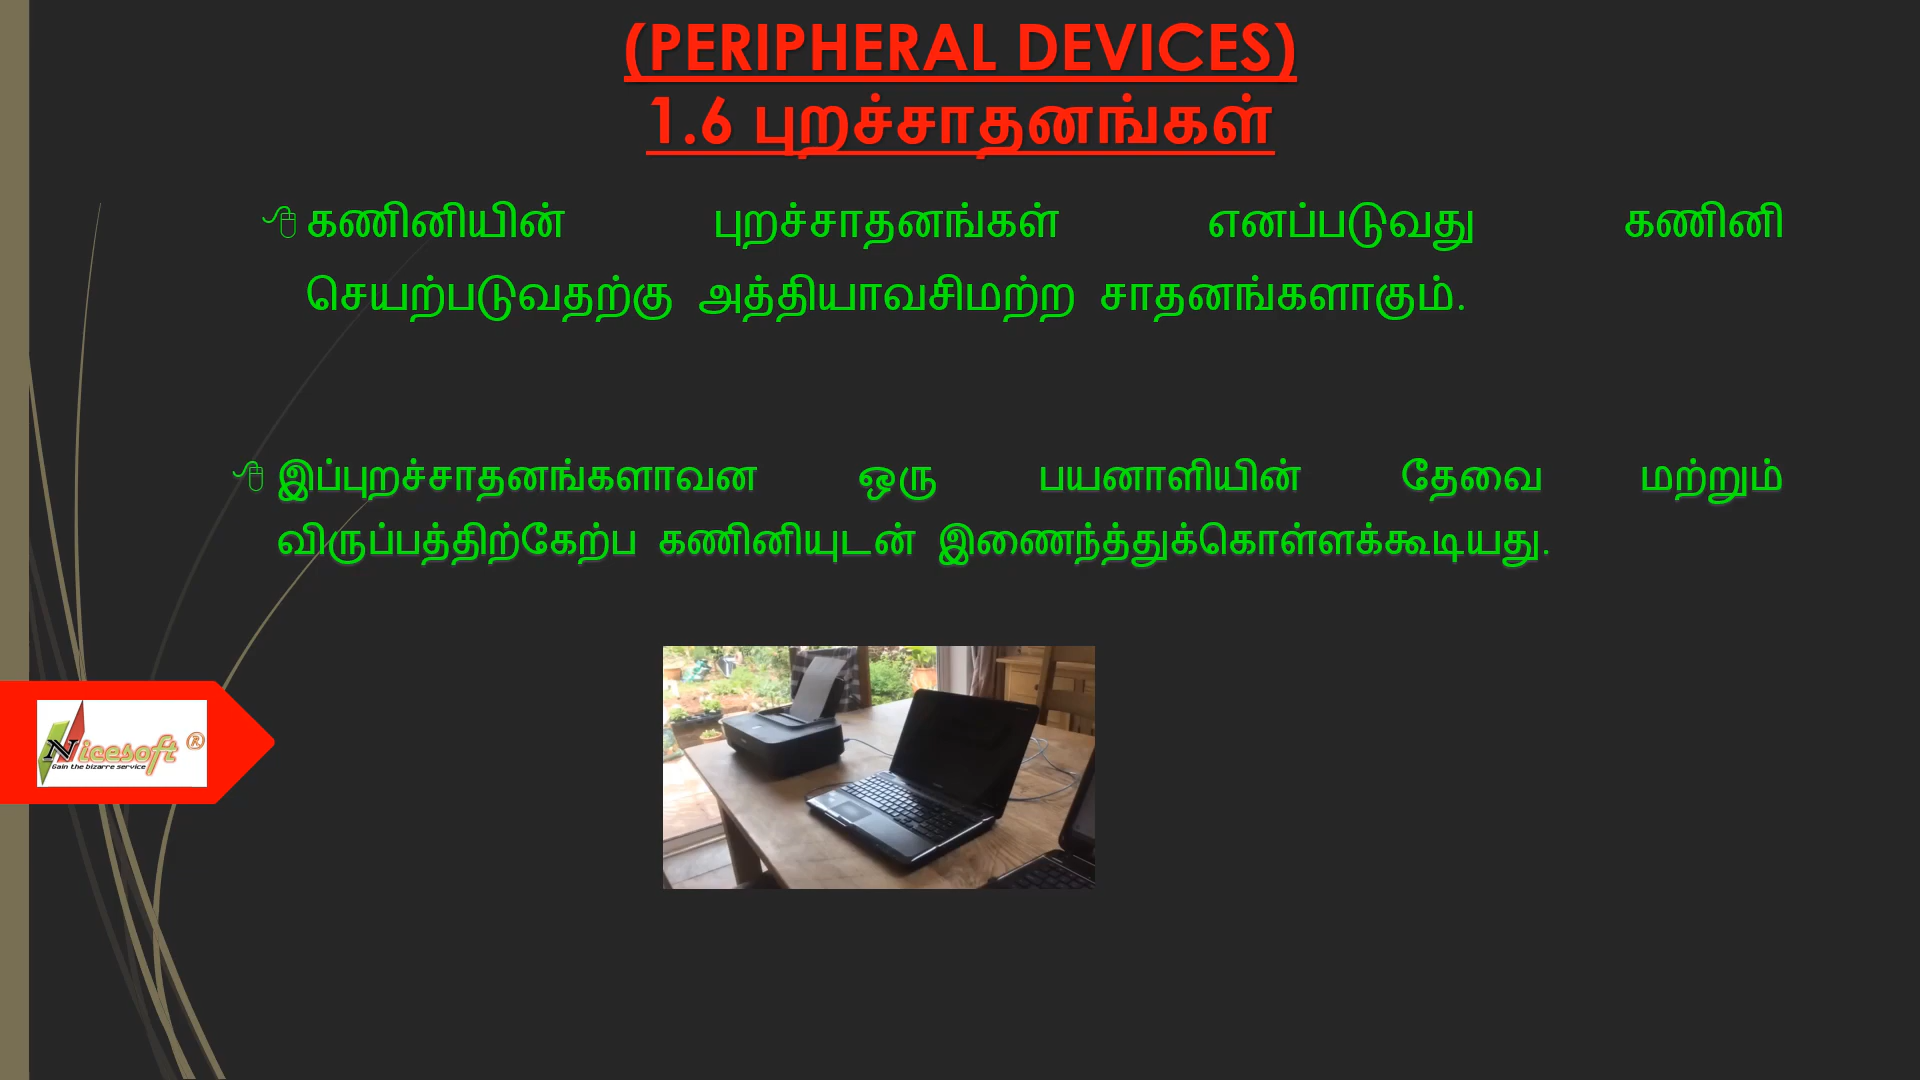 (PERIPHERAL DEVICES)
1.6 புறச்சாதனங்கள்
கணினியின் புறச்சாதனங்கள் எனப்படுவது கணினி
செயற்படுவதற்கு அத்தியாவசிமற்ற சாதனங்களாகும்.
இப்புறச்சாதனங்களாவன ஒரு பயனாளியின் தேவை மற்றும்
விருப்பத்திற்கேற்ப கணினியுடன் இணைந்த்துக்கொள்ளக்கூடியது.
Nicesoft ®
Gain the bizarre service